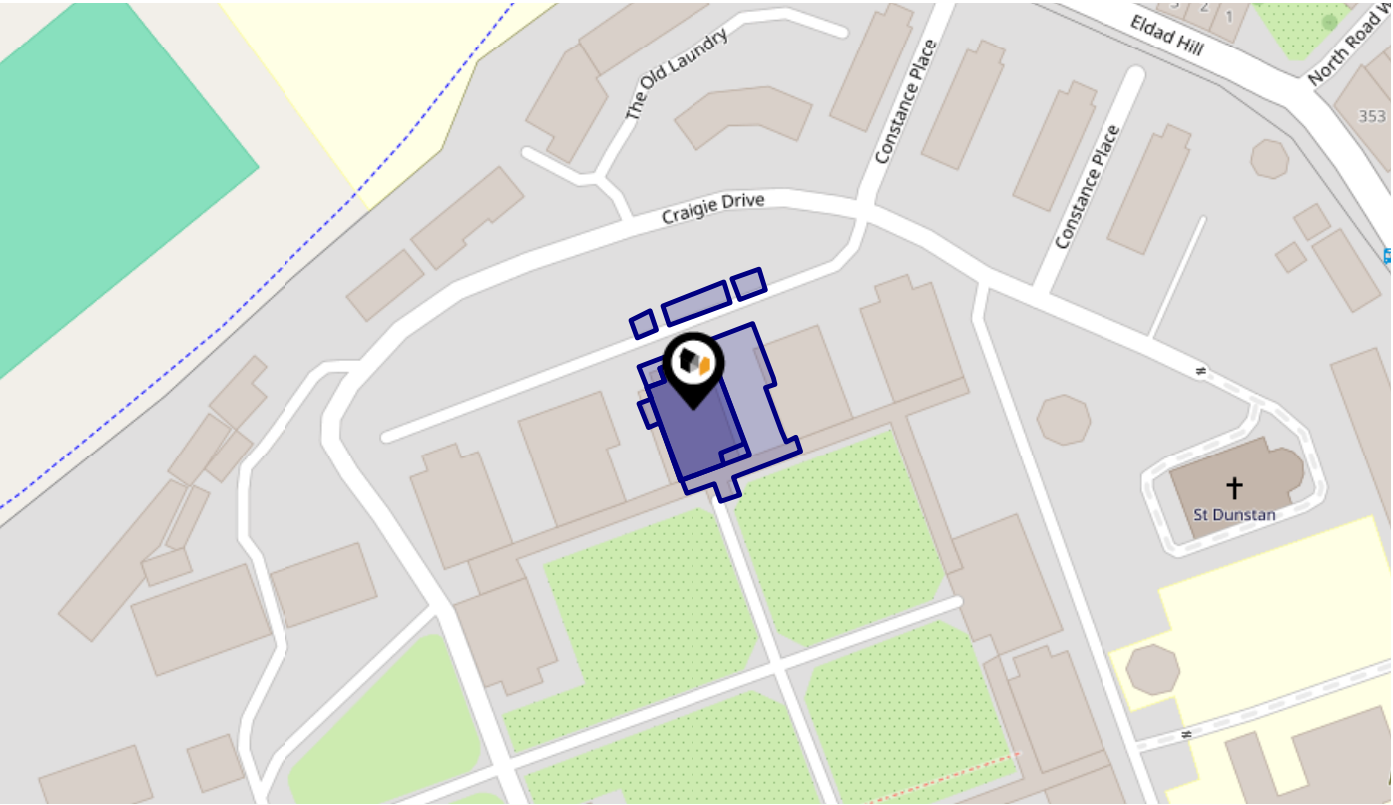 3 2 1
Eldad Hill
North Road W
The Old Laundry
Constance Place
353
Constance Place
Craigie Drive
St Dunstan